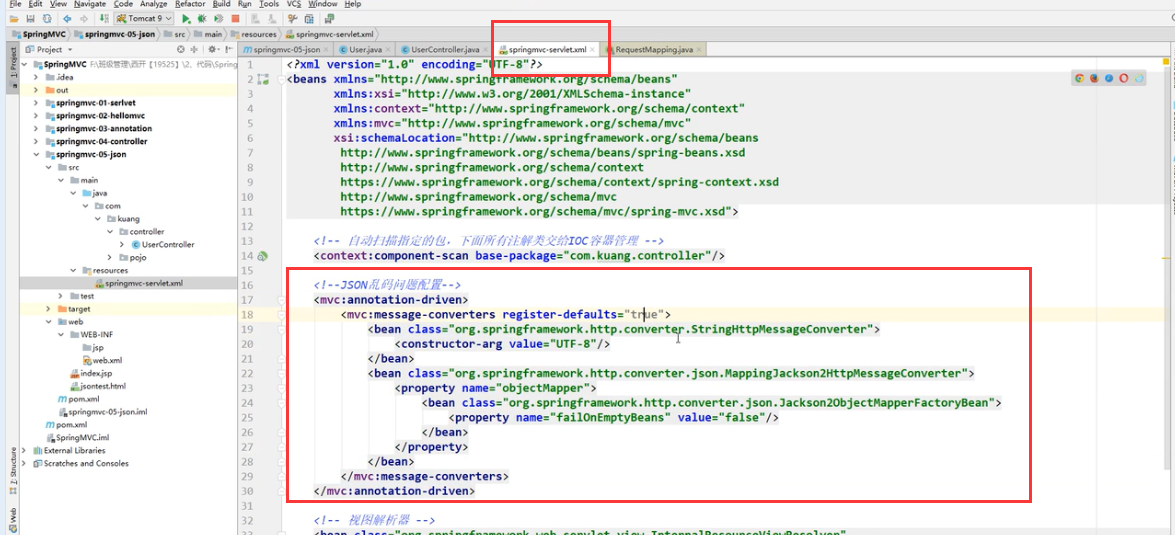 File Edit View Navigate Code Analyze Refactor Build Run Tools VCS Window Help
Tomcat 9
SpringMVC springmvc-05-json src main resources springmvc-servlet.xml
Project
springmvc-05-json User.java UserController.java springmvc-servlet.xml RequestMapping.java
1: Project
SpringMVC F:\班级管理\西开【19525】\2、代码\Spring
.idea
out
springmvc-01-serlvet
springmvc-02-hellomvc
springmvc-03-annotation
springmvc-04-controller
springmvc-05-json
src
main
java
com
kuang
controller
UserController
pojo
resources
springmvc-servlet.xml
test
target
web
WEB-INF
jsp
web.xml
index.jsp
jsontest.html
pom.xml
springmvc-05-json.iml
pom.xml
SpringMVC.iml
External Libraries
Scratches and Consoles
Z: Structure
Web
1 <?xml version="1.0" encoding="UTF-8"?>
2 <beans xmlns="http://www.springframework.org/schema/beans"
3 xmlns:xsi="http://www.w3.org/2001/XMLSchema-instance"
4 xmlns:context="http://www.springframework.org/schema/context"
5 xmlns:mvc="http://www.springframework.org/schema/mvc"
6 xsi:schemaLocation="http://www.springframework.org/schema/beans
7 http://www.springframework.org/schema/beans/spring-beans.xsd
8 http://www.springframework.org/schema/context
9 https://www.springframework.org/schema/context/spring-context.xsd
10 http://www.springframework.org/schema/mvc
11 https://www.springframework.org/schema/mvc/spring-mvc.xsd">
12
13 <!-- 自动扫描指定的包，下面所有注解类交给IOC容器管理 -->
14 <context:component-scan base-package="com.kuang.controller"/>
15
16 <!--JSON乱码问题配置-->
17 <mvc:annotation-driven>
18 <mvc:message-converters register-defaults="true">
19 <bean class="org.springframework.http.converter.StringHttpMessageConverter">
20 <constructor-arg value="UTF-8"/>
21 </bean>
22 <bean class="org.springframework.http.converter.json.MappingJackson2HttpMessageConverter">
23 <property name="objectMapper">
24 <bean class="org.springframework.http.converter.json.Jackson2ObjectMapperFactoryBean">
25 <property name="failOnEmptyBeans" value="false"/>
26 </bean>
27 </property>
28 </bean>
29 </mvc:message-converters>
30 </mvc:annotation-driven>
31
32 <!-- 视图解析器 -->
33 <bean class="org.springframework.web.servlet.view.InternalResourceViewResolver"